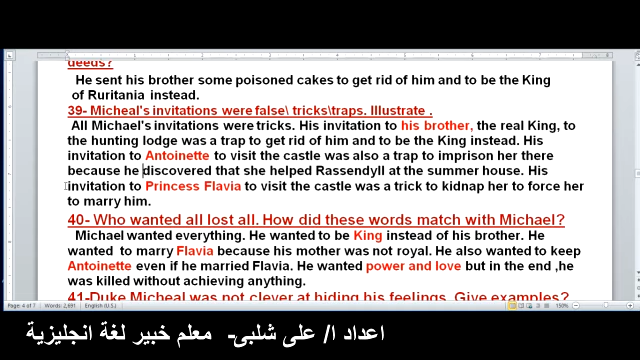 deeds?
He sent his brother some poisoned cakes to get rid of him and to be the King
of Ruritania instead.
39- Micheal's invitations were false\ tricks\traps. Illustrate .
All Michael's invitations were tricks. His invitation to his brother, the real King, to
the hunting lodge was a trap to get rid of him and to be the King instead. His
invitation to Antoinette to visit the castle was also a trap to imprison her there
because he discovered that she helped Rassendyll at the summer house. His
invitation to Princess Flavia to visit the castle was a trick to kidnap her to force her
to marry him.
40- Who wanted all lost all. How did these words match with Michael?
Michael wanted everything. He wanted to be King instead of his brother. He
wanted to marry Flavia because his mother was not royal. He also wanted to keep
Antoinette even if he married Flavia. He wanted power and love but in the end ,he
was killed without achieving anything.
41- Duke Micheal was not clever at hiding his feelings. Give examples?
Page: 4 of 7 Words: 2,691 English (U.S.) 150%
اعداد ا/ على شلبى- معلم خبير لغة انجليزية